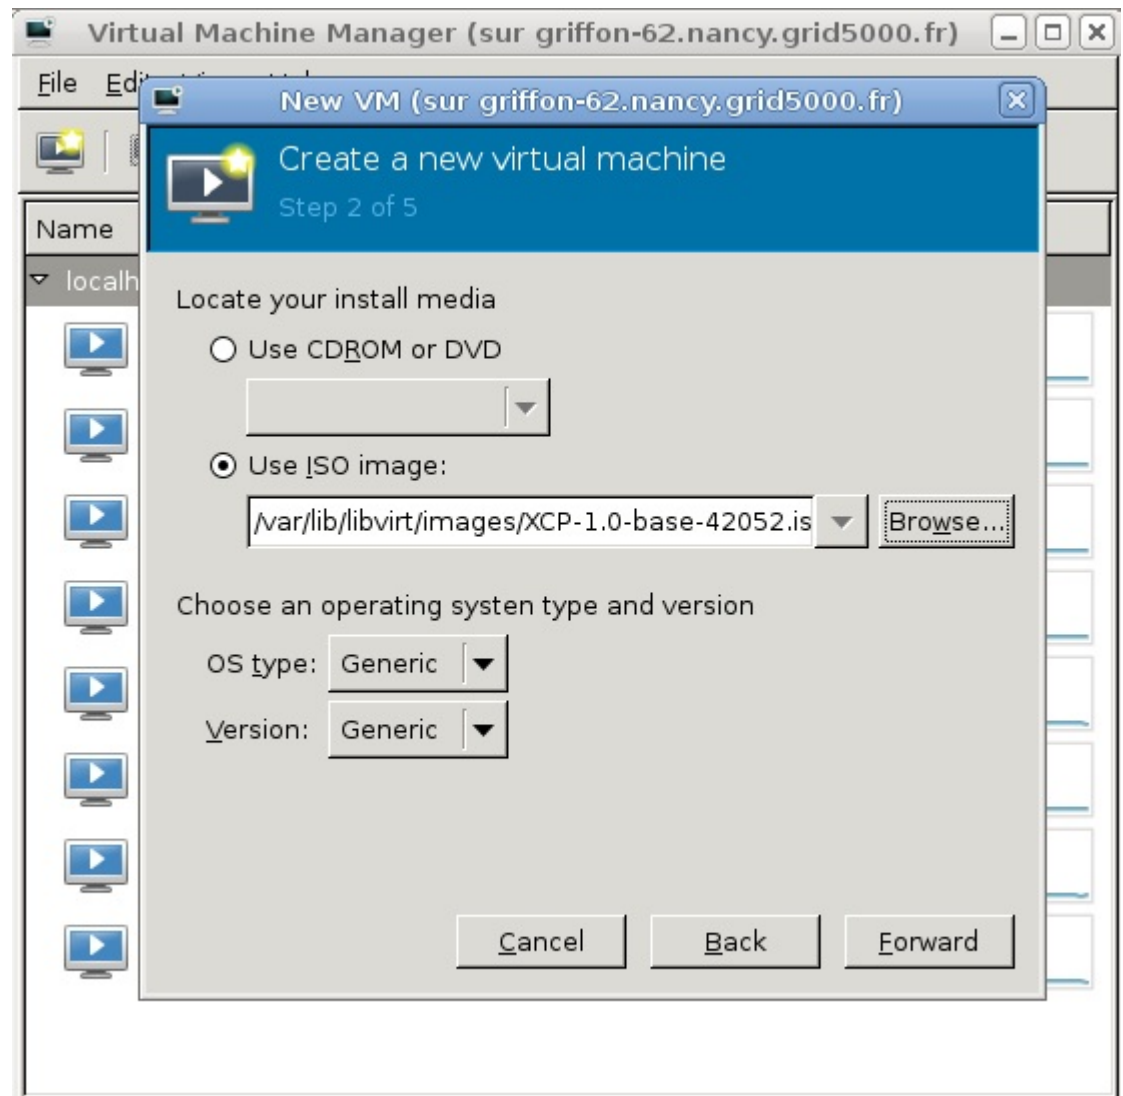 Virtual Machine Manager (sur griffon-62.nancy.grid5000.fr)
File
New VM (sur griffon-62.nancy.grid5000.fr)
Create a new virtual machine
Step 2 of 5
Name
Locate your install media
Use CDROM or DVD
Use ISO image:
/var/lib/libvirt/images/XCP-1.0-base-42052.is
Browse...
Choose an operating systen type and version
OS type: Generic
Version: Generic
Cancel Back Forward